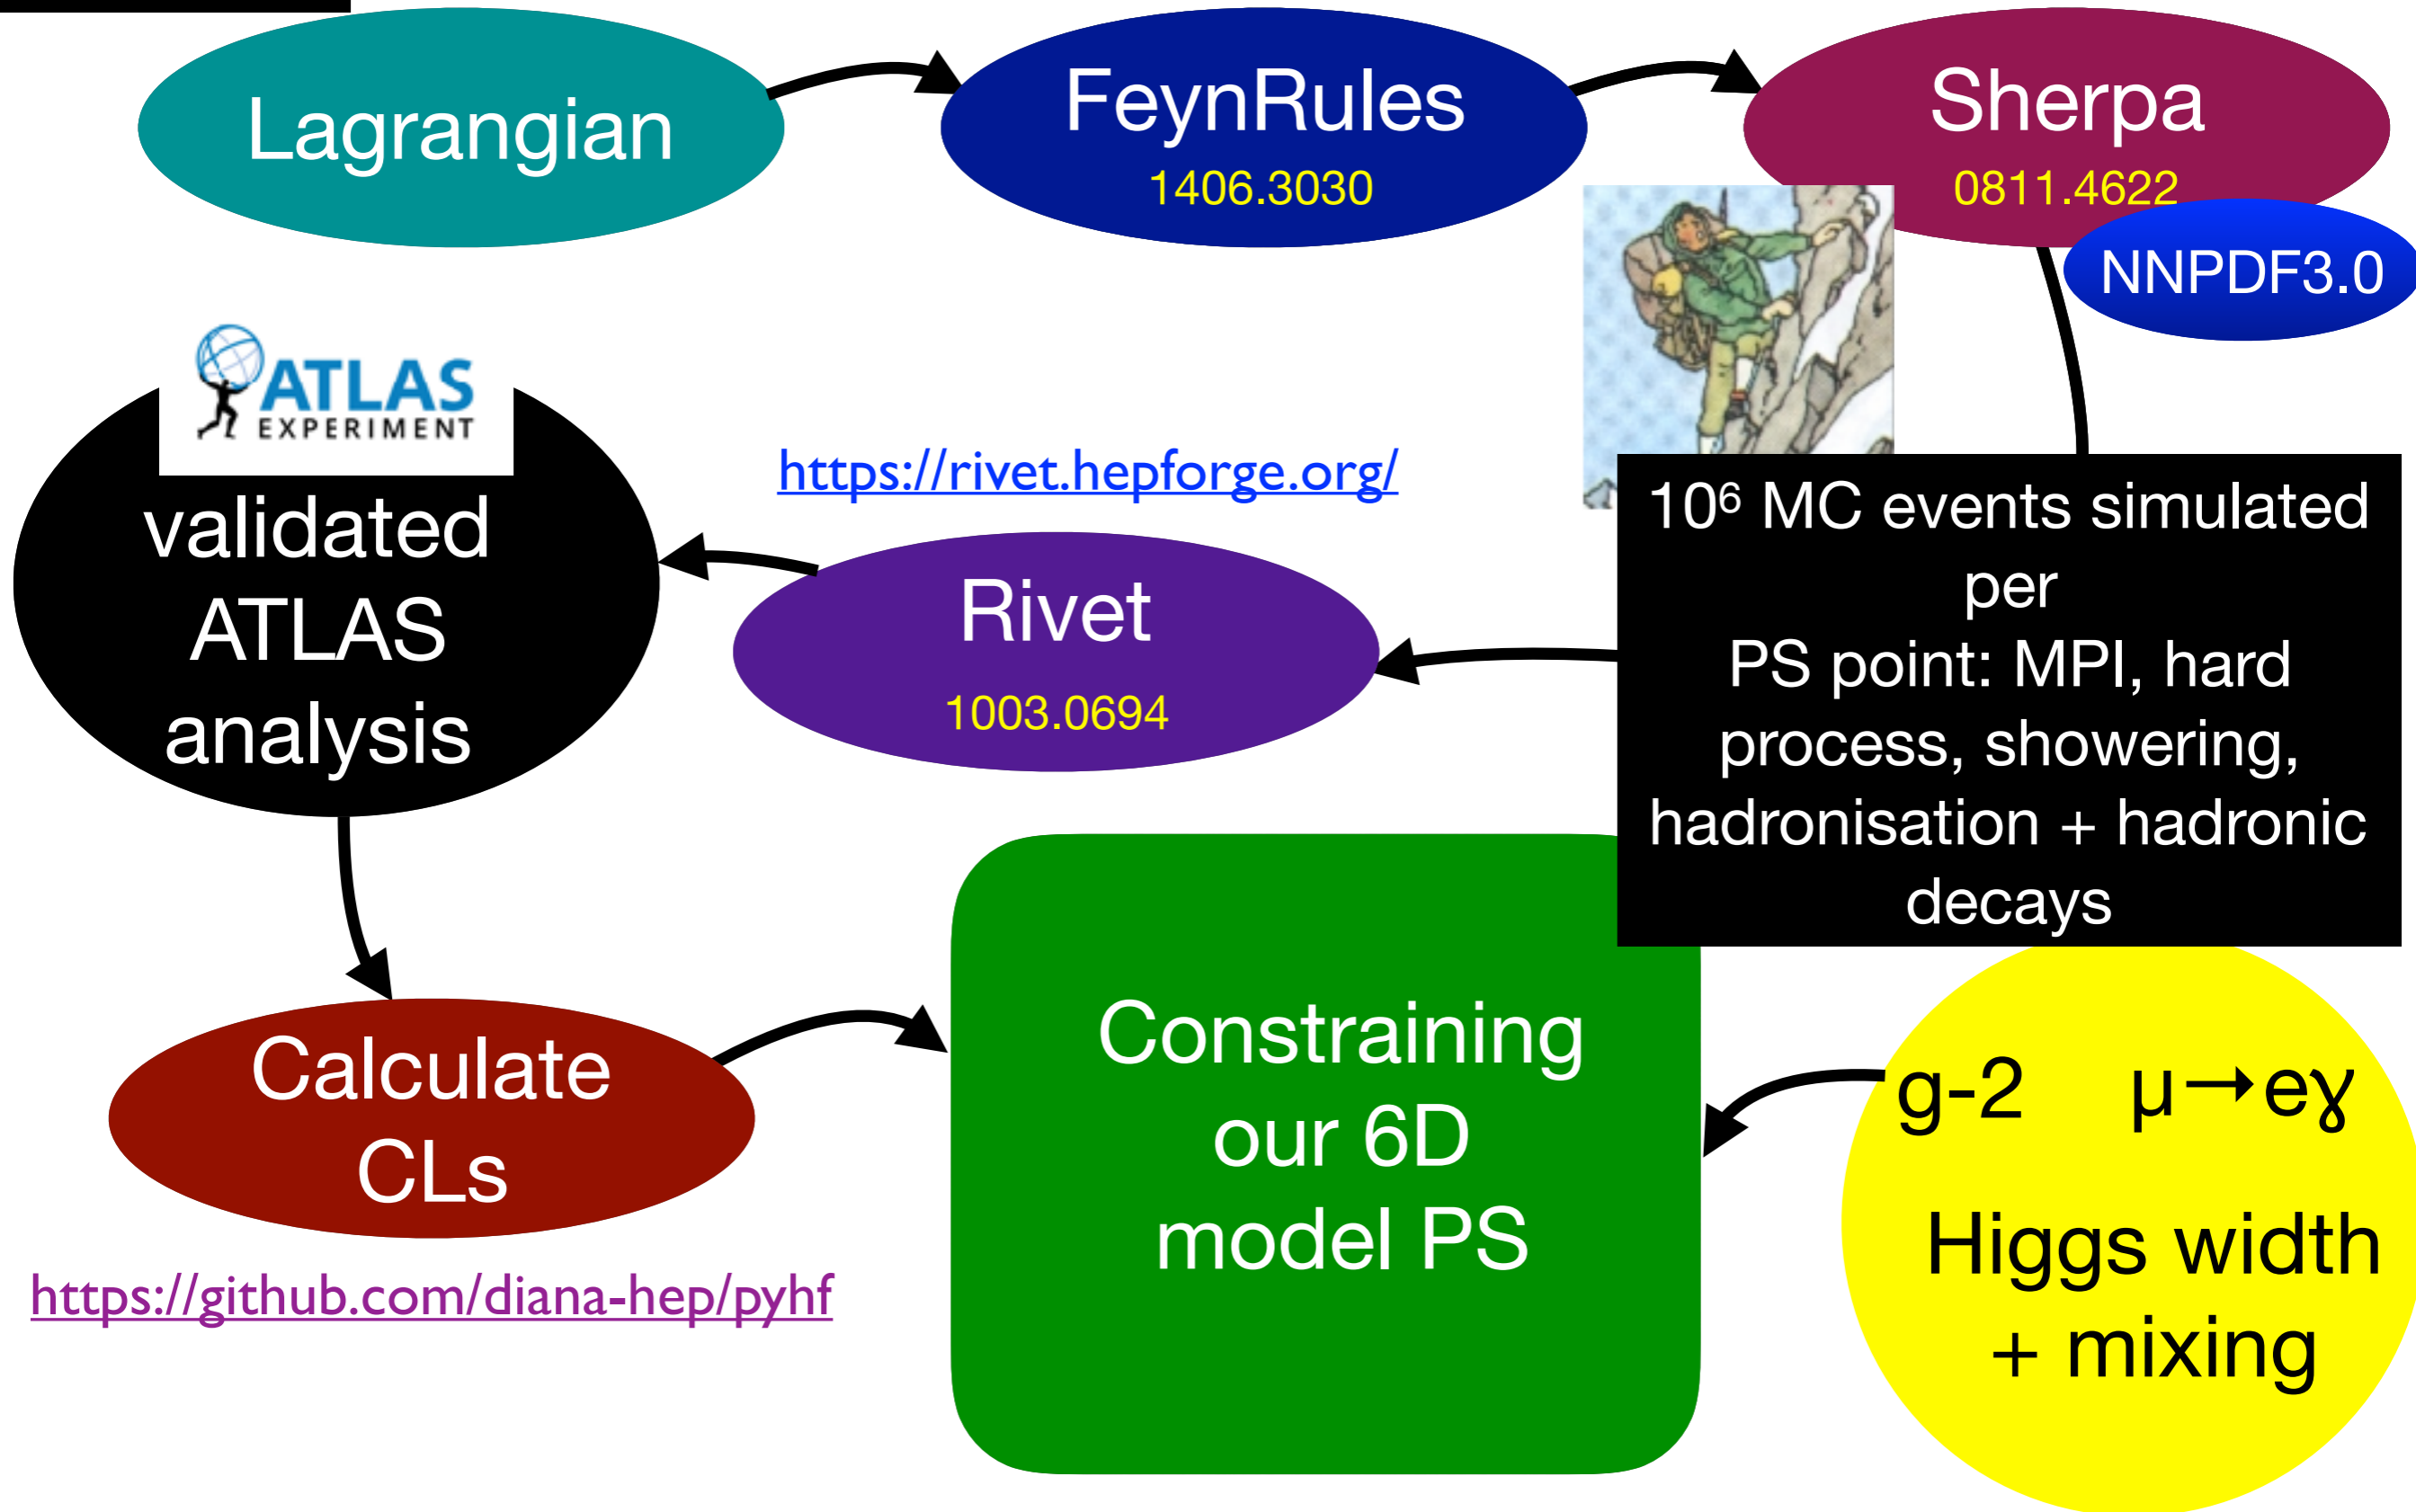 Lagrangian
FeynRules
1406.3030
Sherpa
0811.4622
NNPDF3.0
ATLAS
EXPERIMENT
validated
ATLAS
analysis
https://rivet.hepforge.org/
Rivet
1003.0694
10⁶ MC events simulated
per
PS point: MPI, hard
process, showering,
hadronisation + hadronic
decays
Calculate
CLs
https://github.com/diana-hep/pyhf
Constraining
our 6D
model PS
g-2 μ→eɣ
Higgs width
+ mixing